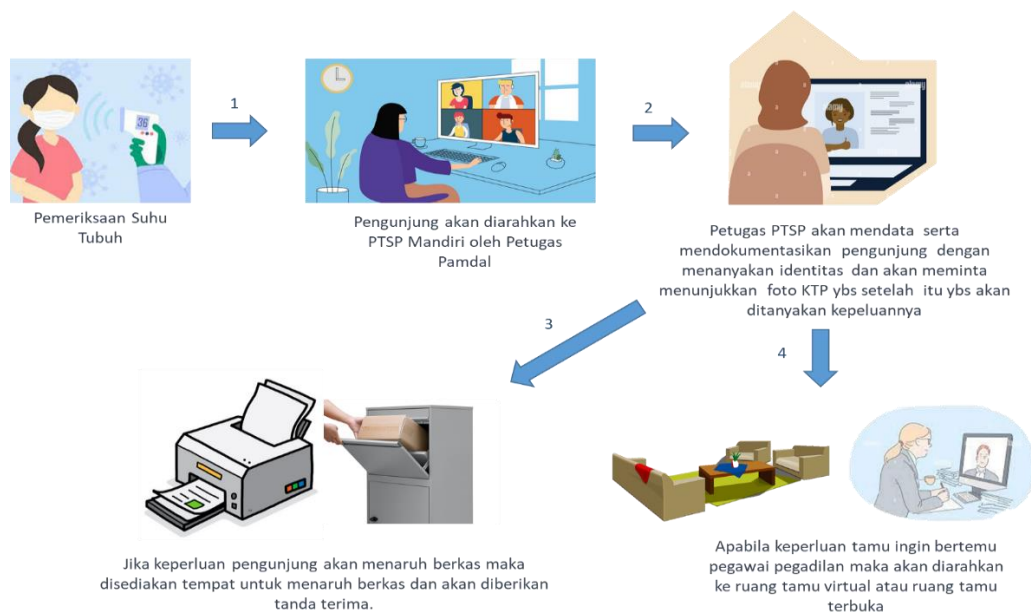 36
1
2
Pemeriksaan Suhu
Tubuh
Pengunjung akan diarahkan ke
PTSP Mandiri oleh Petugas
Pamdal
Petugas PTSP akan mendata serta
mendokumentasikan pengunjung dengan
menanyakan identitas dan akan meminta
menunjukkan foto KTP ybs setelah itu ybs akan
ditanyakan kepeluannya
3
4
Jika keperluan pengunjung akan menaruh berkas maka
disediakan tempat untuk menaruh berkas dan akan diberikan
tanda terima.
Apabila keperluan tamu ingin bertemu
pegawai pegadilan maka akan diarahkan
ke ruang tamu virtual atau ruang tamu
terbuka